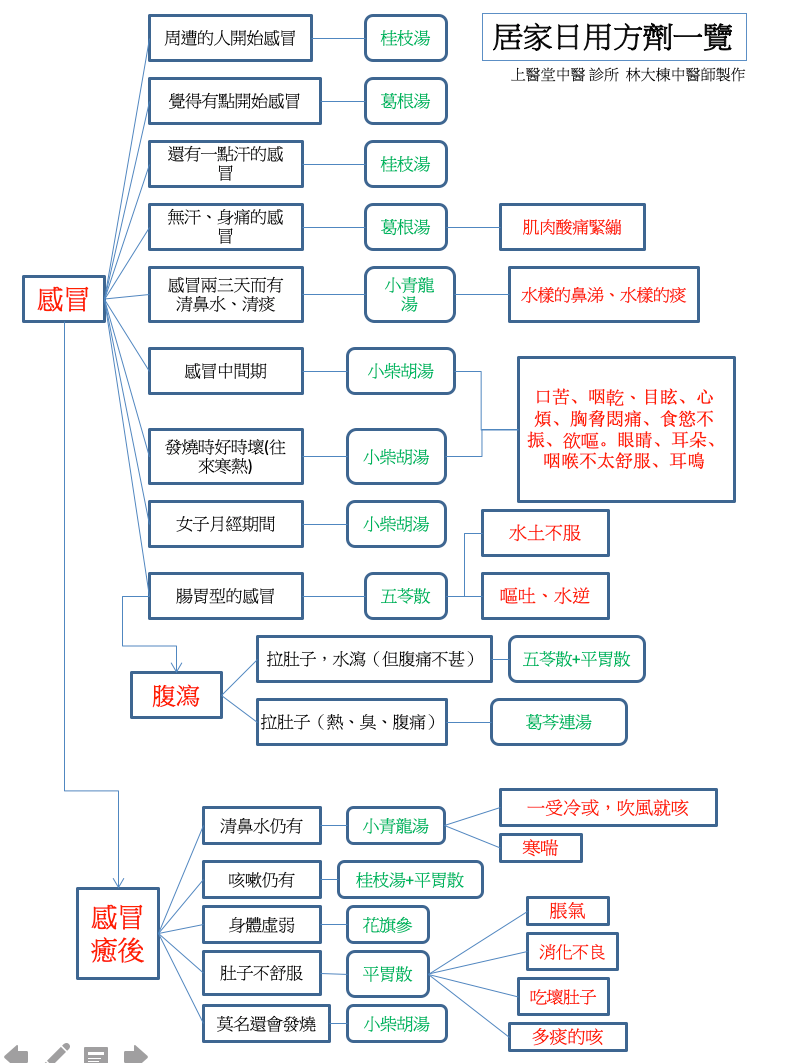 居家日用方劑一覽
上醫堂中醫 診所  林大棟中醫師製作
感冒
周遭的人開始感冒
桂枝湯
覺得有點開始感冒
葛根湯
還有一點汗的感
冒
桂枝湯
無汗、身痛的感
冒
葛根湯
肌肉酸痛緊繃
感冒兩三天而有
清鼻水、清痰
小青龍
湯
水樣的鼻涕、水樣的痰
感冒中間期
小柴胡湯
發燒時好時壞(往
來寒熱)
小柴胡湯
口苦、咽乾、目眩、心
煩、胸脅悶痛、食慾不
振、欲嘔。眼睛、耳朵、
咽喉不太舒服、耳鳴
女子月經期間
小柴胡湯
腸胃型的感冒
五苓散
水土不服
嘔吐、水逆
腹瀉
拉肚子，水瀉（但腹痛不甚）
五苓散+平胃散
拉肚子（熱、臭、腹痛）
葛芩連湯
感冒
癒後
清鼻水仍有
小青龍湯
一受冷或，吹風就咳
寒喘
咳嗽仍有
桂枝湯+平胃散
身體虛弱
花旗參
肚子不舒服
平胃散
脹氣
消化不良
吃壞肚子
多痰的咳
莫名還會發燒
小柴胡湯